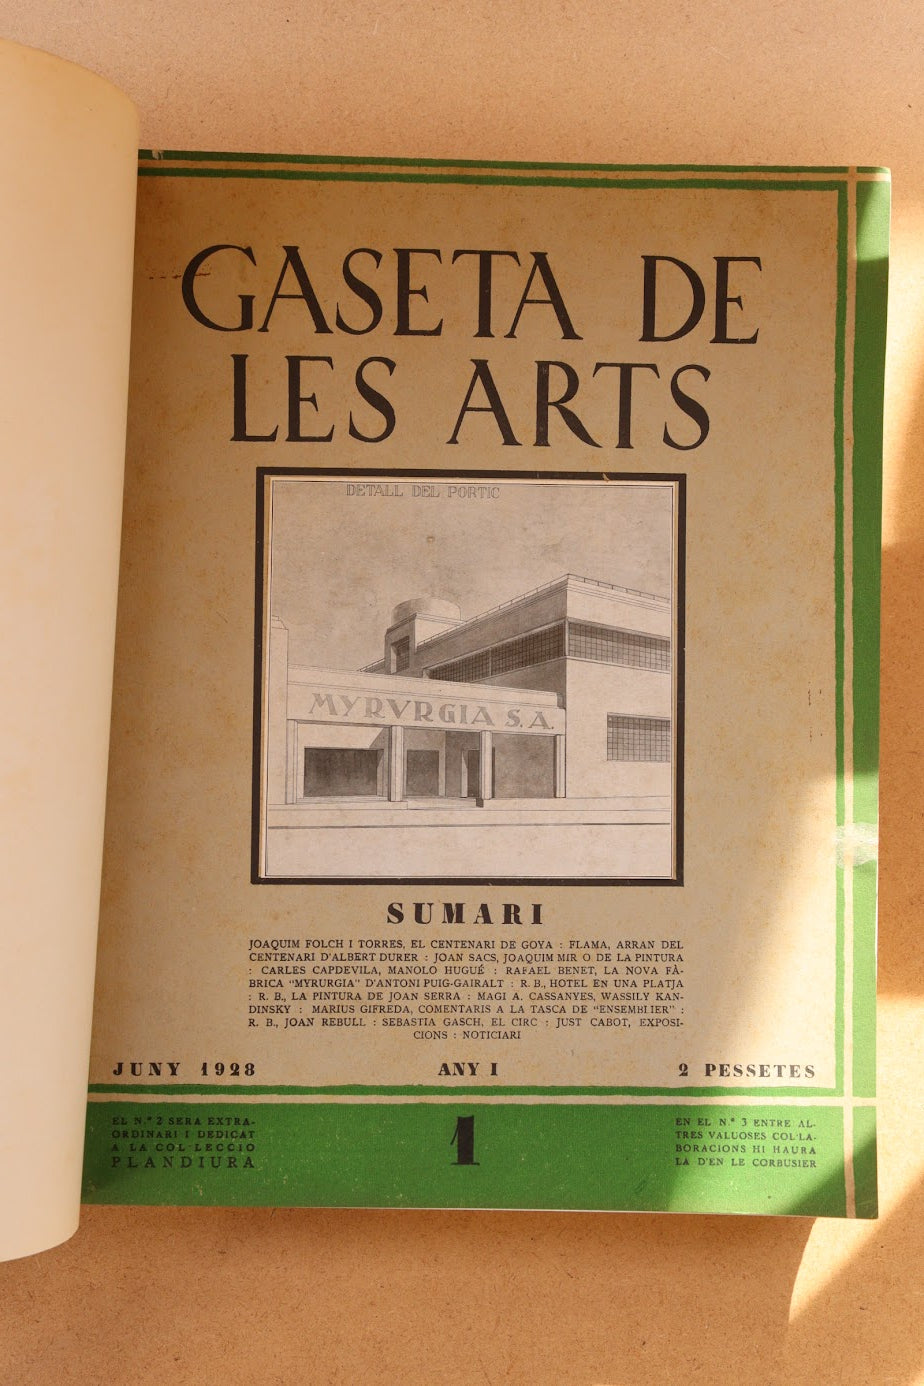 GASETA DE
LES ARTS
DETALL DEL PORTIC
MYRVRGIA S.A.
SUMARI
JOAQUIM FOLCH I TORRES, EL CENTENARI DE GOYA : FLAMA, ARRAN DEL
CENTENARI D'ALBERT DURER : JOAN SACS, JOAQUIM MIR O DE LA PINTURA
: CARLES CAPDEVILA, MANOLO HUGUÉ : RAFAEL BENET, LA NOVA FÀ-
BRICA "MYRURGIA" D'ANTONI PUIG-GAIRALT : R. B., HOTEL EN UNA PLATJA
: R. B., LA PINTURA DE JOAN SERRA : MAGI A. CASSANYES, WASSILY KAN-
DINSKY : MARIUS GIFREDA, COMENTARIS A LA TASCA DE "ENSEMBIIER" :
R. B., JOAN REBULL : SEBASTIA GASCH, EL CIRC : JUST CABOT, EXPOSI-
CIONS : NOTICIARI
JUNY 1928 ANY I 2 PESSETES
EL N.º 2 SERA EXTRA-
ORDINARI I DEDICAT
A LA COL·LECCIO
PLANDIURA
1
EN EL N.º 3 ENTRE AL-
TRES VALUOSES COL·LA-
BORACIONS HI HAURA
LA D'EN LE CORBUSIER